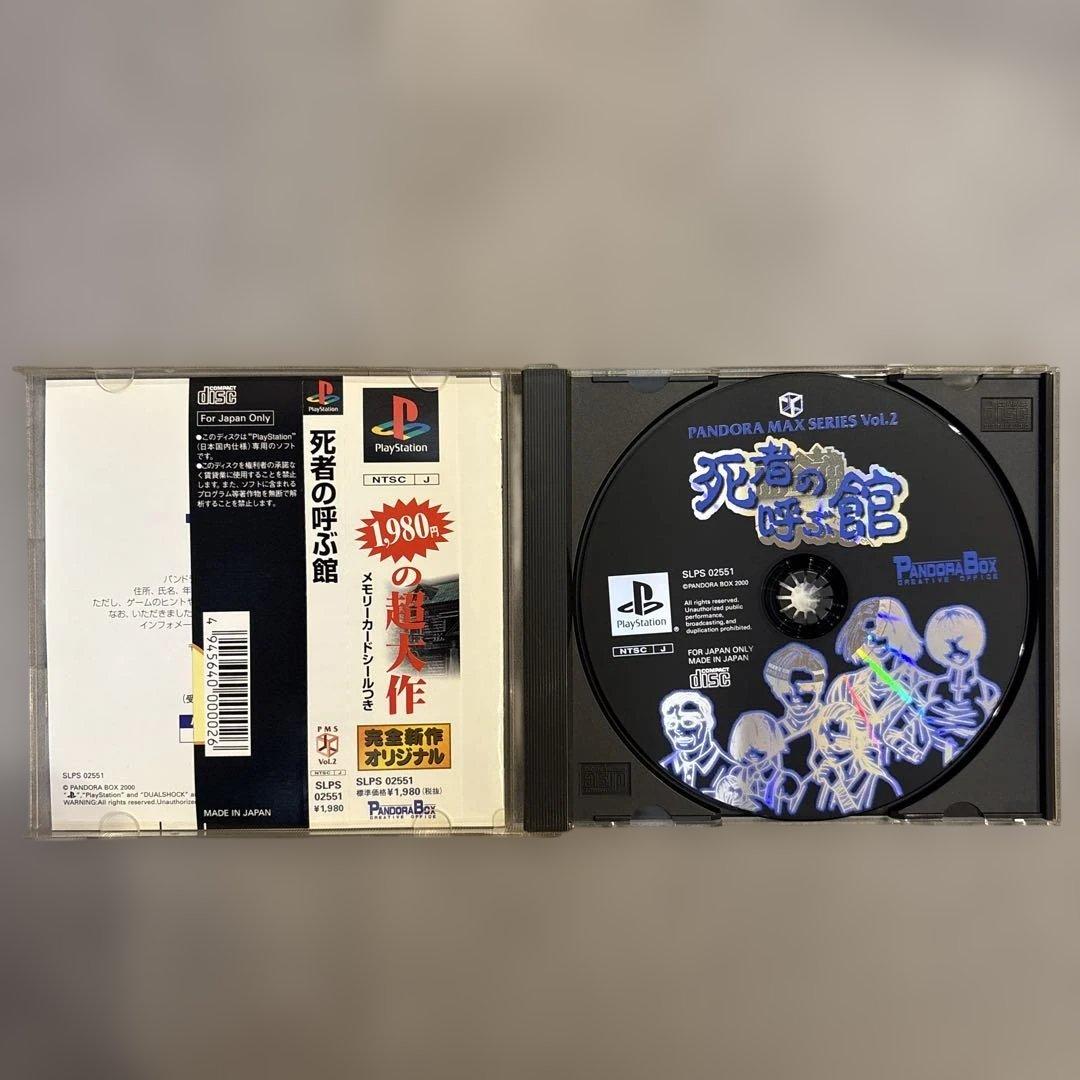 パンド
住所、氏名、年
ただし、ゲームのヒントや
なお、いただきました
インフォメー
(受
SLPS 02551
© PANDORA BOX 2000
"PlayStation" and "DUALSHOCK" a
WARNING:All rights reserved.Unauthorized
COMPACT
disc
For Japan Only
●このディスクは"PlayStation"
(日本国内仕様)専用のソフト
です。
●このディスクを権利者の承諾な
く賃貸業に使用することを禁止
します。また、ソフトに含まれる
プログラム等著作物を無断で解
析することを禁止します。
4 945640 000026
MADE IN JAPAN
PlayStation
死者の呼ぶ館
PMS
Vol.2
NTSC J
SLPS
02551
¥1,980
PlayStation
NTSC J
1,980円
の超大作
メモリーカードシールつき
完全新作
オリジナル
SLPS 02551
標準価格¥1,980(税抜)
PANDORA BOX
CREATIVE OFFICE
PANDORA MAX SERIES Vol.2
死者の
呼ぶ館
PANDORA BOX
CREATIVE OFFICE
PlayStation
NTSC J
SLPS 02551
©PANDORA BOX 2000
All rights reserved.
Unauthorized public
performance,
broadcasting,and
duplication prohibited.
FOR JAPAN ONLY
MADE IN JAPAN
COMPACT
disc